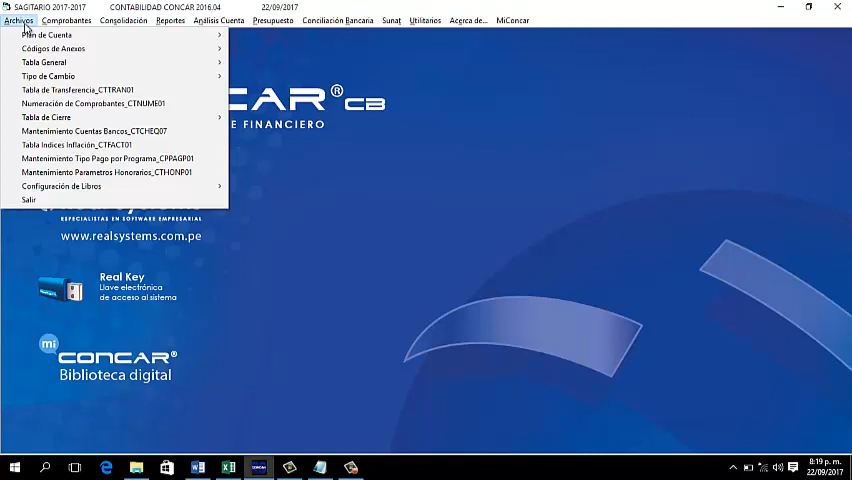 SAGITARIO 2017-2017 CONTABILIDAD CONCAR 2016.04 22/09/2017
Archivos Comprobantes Consolidación Reportes Análisis Cuenta Presupuesto Conciliación Bancaria Sunat Utilitarios Acerca de... MiConcar
Plan de Cuenta
Códigos de Anexos
Tabla General
Tipo de Cambio
Tabla de Transferencia_CTTRAN01
Numeración de Comprobantes_CTNUME01
Tabla de Cierre
Mantenimiento Cuentas Bancos_CTCHEQ07
Tabla Indices Inflación_CTFACT01
Mantenimiento Tipo Pago por Programa_CPPAGP01
Mantenimiento Parametros Honorarios_CTHONP01
Configuración de Libros
Salir
CAR® CB
E FINANCIERO
ESPECIALISTAS EN SOFTWARE EMPRESARIAL
www.realsystems.com.pe
Real Key
Llave electrónica
de acceso al sistema
mi
CONCAR®
Biblioteca digital
8:19 p. m.
22/09/2017